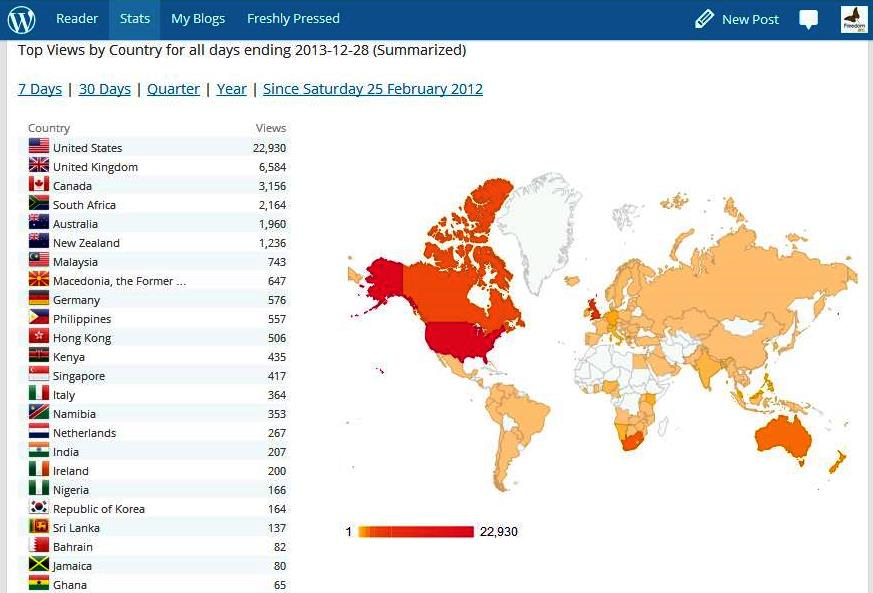 Reader Stats My Blogs Freshly Pressed New Post
Freedom
Top Views by Country for all days ending 2013-12-28 (Summarized)
7 Days | 30 Days | Quarter | Year | Since Saturday 25 February 2012
Country Views
United States 22,930
United Kingdom 6,584
Canada 3,156
South Africa 2,164
Australia 1,960
New Zealand 1,236
Malaysia 743
Macedonia, the Former ... 647
Germany 576
Philippines 557
Hong Kong 506
Kenya 435
Singapore 417
Italy 364
Namibia 353
Netherlands 267
India 207
Ireland 200
Nigeria 166
Republic of Korea 164
Sri Lanka 137
Bahrain 82
Jamaica 80
Ghana 65
1 22,930